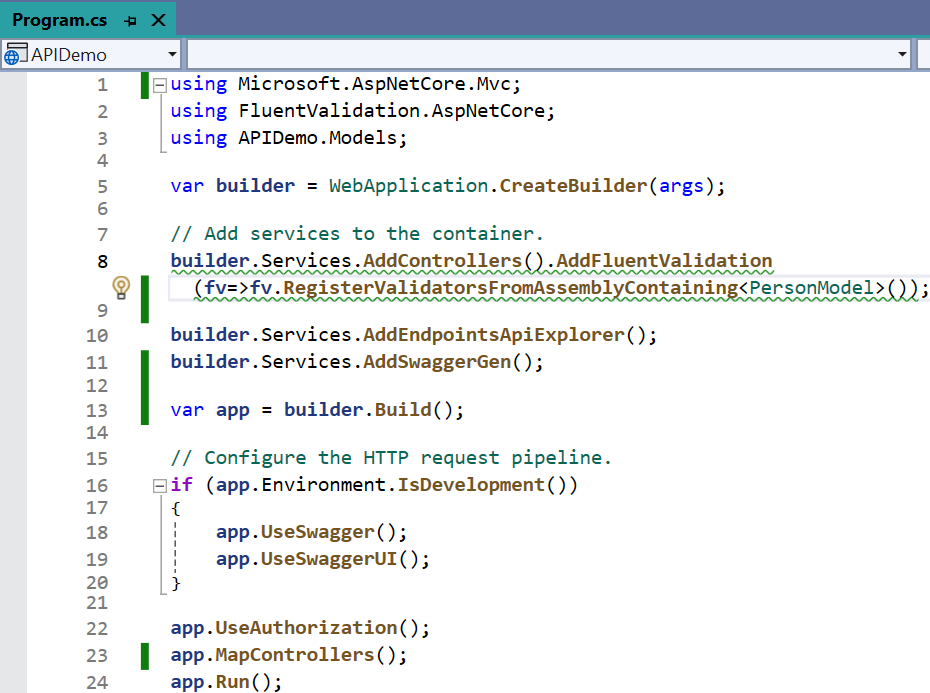 Program.cs
APIDemo
1 using Microsoft.AspNetCore.Mvc;
2 using FluentValidation.AspNetCore;
3 using APIDemo.Models;
4
5 var builder = WebApplication.CreateBuilder(args);
6
7 // Add services to the container.
8 builder.Services.AddControllers().AddFluentValidation
(fv=>fv.RegisterValidatorsFromAssemblyContaining<PersonModel>());
9
10 builder.Services.AddEndpointsApiExplorer();
11 builder.Services.AddSwaggerGen();
12
13 var app = builder.Build();
14
15 // Configure the HTTP request pipeline.
16 if (app.Environment.IsDevelopment())
17 {
18 app.UseSwagger();
19 app.UseSwaggerUI();
20 }
21
22 app.UseAuthorization();
23 app.MapControllers();
24 app.Run();